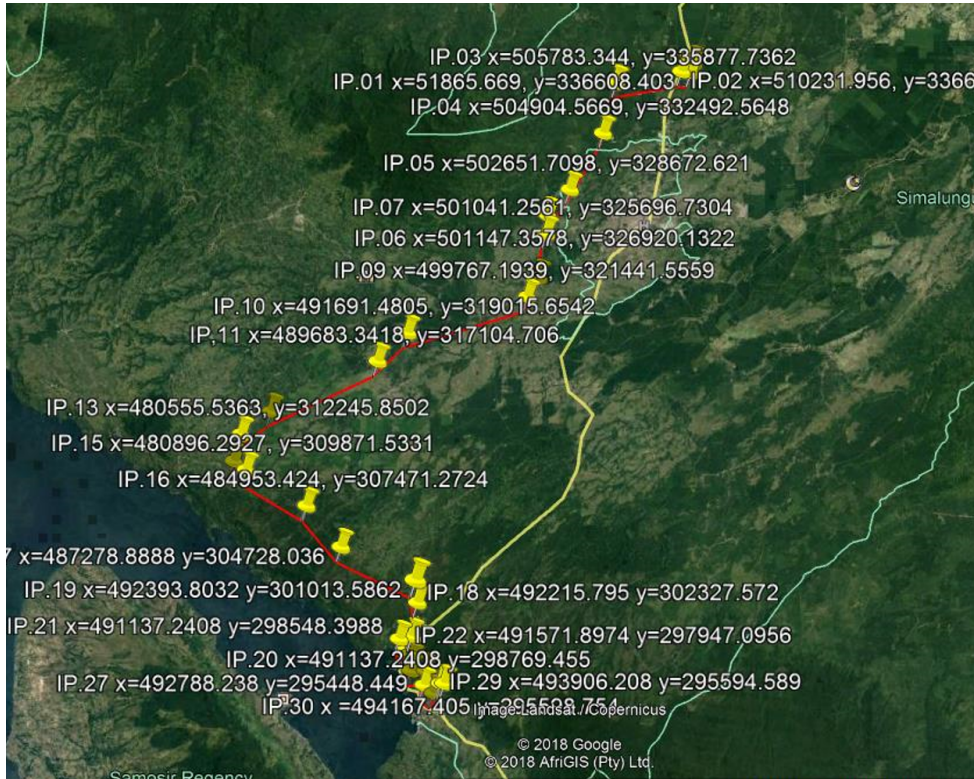 IP.03 x=505783.344, y=335877.7362
IP.01 x=51865.669, y=336608.403
IP.02 x=510231.956, y=3366
IP.04 x=504904.5669, y=332492.5648
IP.05 x=502651.7098, y=328672.621
Simalungu
IP.07 x=501041.2561, y=325696.7304
IP.06 x=501147.3578, y=326920.1322
IP.09 x=499767.1939, y=321441.5559
IP.10 x=491691.4805, y=319015.6542
IP,11 x=489683.3418, y=317104.706
IP.13 x=480555.5363, y=312245.8502
IP.15 x=480896.2927, y=309871.5331
IP.16 x=484953.424, y=307471.2724
7 x=487278.8888 y=304728.036
IP.19 x=492393.8032 y=301013.5862
IP.18 x=492215.795 y=302327.572
IP.21 x=491137.2408 y=298548.3988
IP.22 x=491571.8974 y=297947.0956
IP.20 x=491137.2408 y=298769.455
IP.27 x=492788.238 y=295448.449
IP.29 x=493906.208 y=295594.589
IP.30 x =494167.405
Image Landsat / Copernicus
© 2018 Google
© 2018 AfriGIS (Pty) Ltd.
Samosir Regency